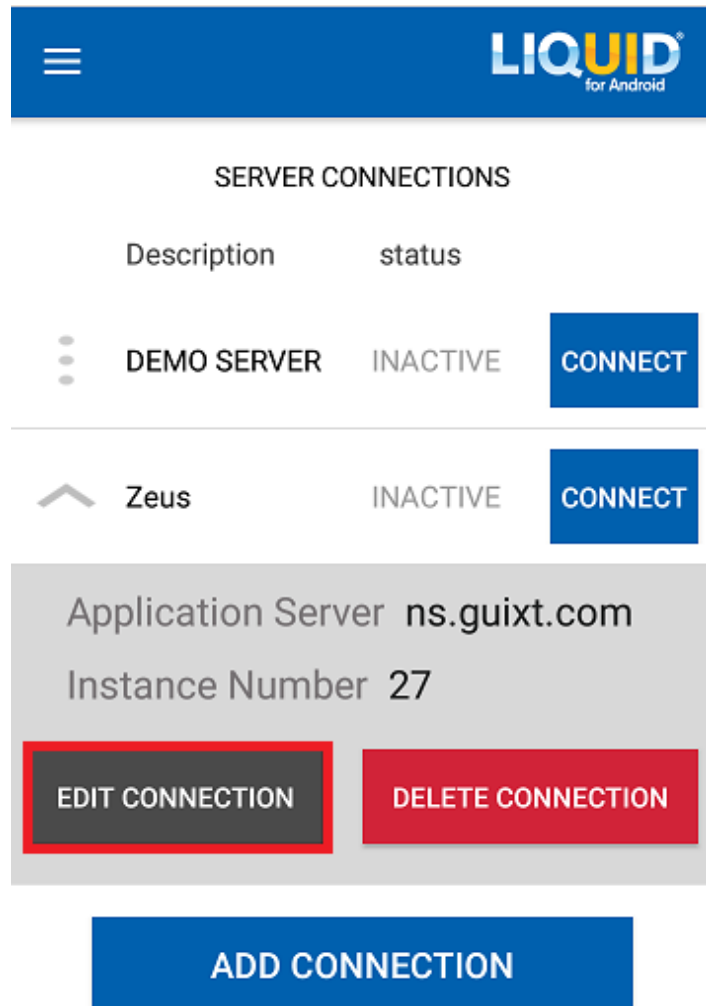 LIQUID®
for Android
SERVER CONNECTIONS
Description status
DEMO SERVER INACTIVE CONNECT
Zeus INACTIVE CONNECT
Application Server ns.guixt.com
Instance Number 27
EDIT CONNECTION DELETE CONNECTION
ADD CONNECTION